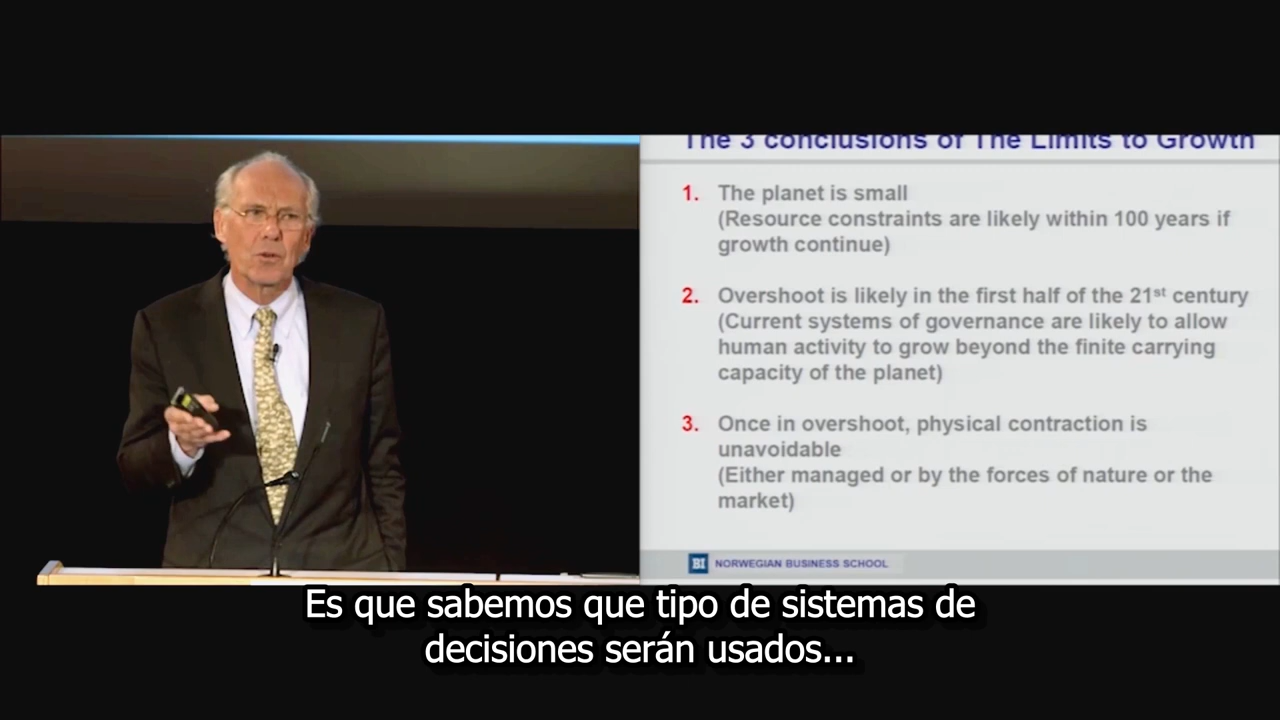 The 3 conclusions of The Limits to Growth
1. The planet is small
(Resource constraints are likely within 100 years if
growth continue)
2. Overshoot is likely in the first half of the 21st century
(Current systems of governance are likely to allow
human activity to grow beyond the finite carrying
capacity of the planet)
3. Once in overshoot, physical contraction is
unavoidable
(Either managed or by the forces of nature or the
market)
BI NORWEGIAN BUSINESS SCHOOL
Es que sabemos que tipo de sistemas de
decisiones serán usados...